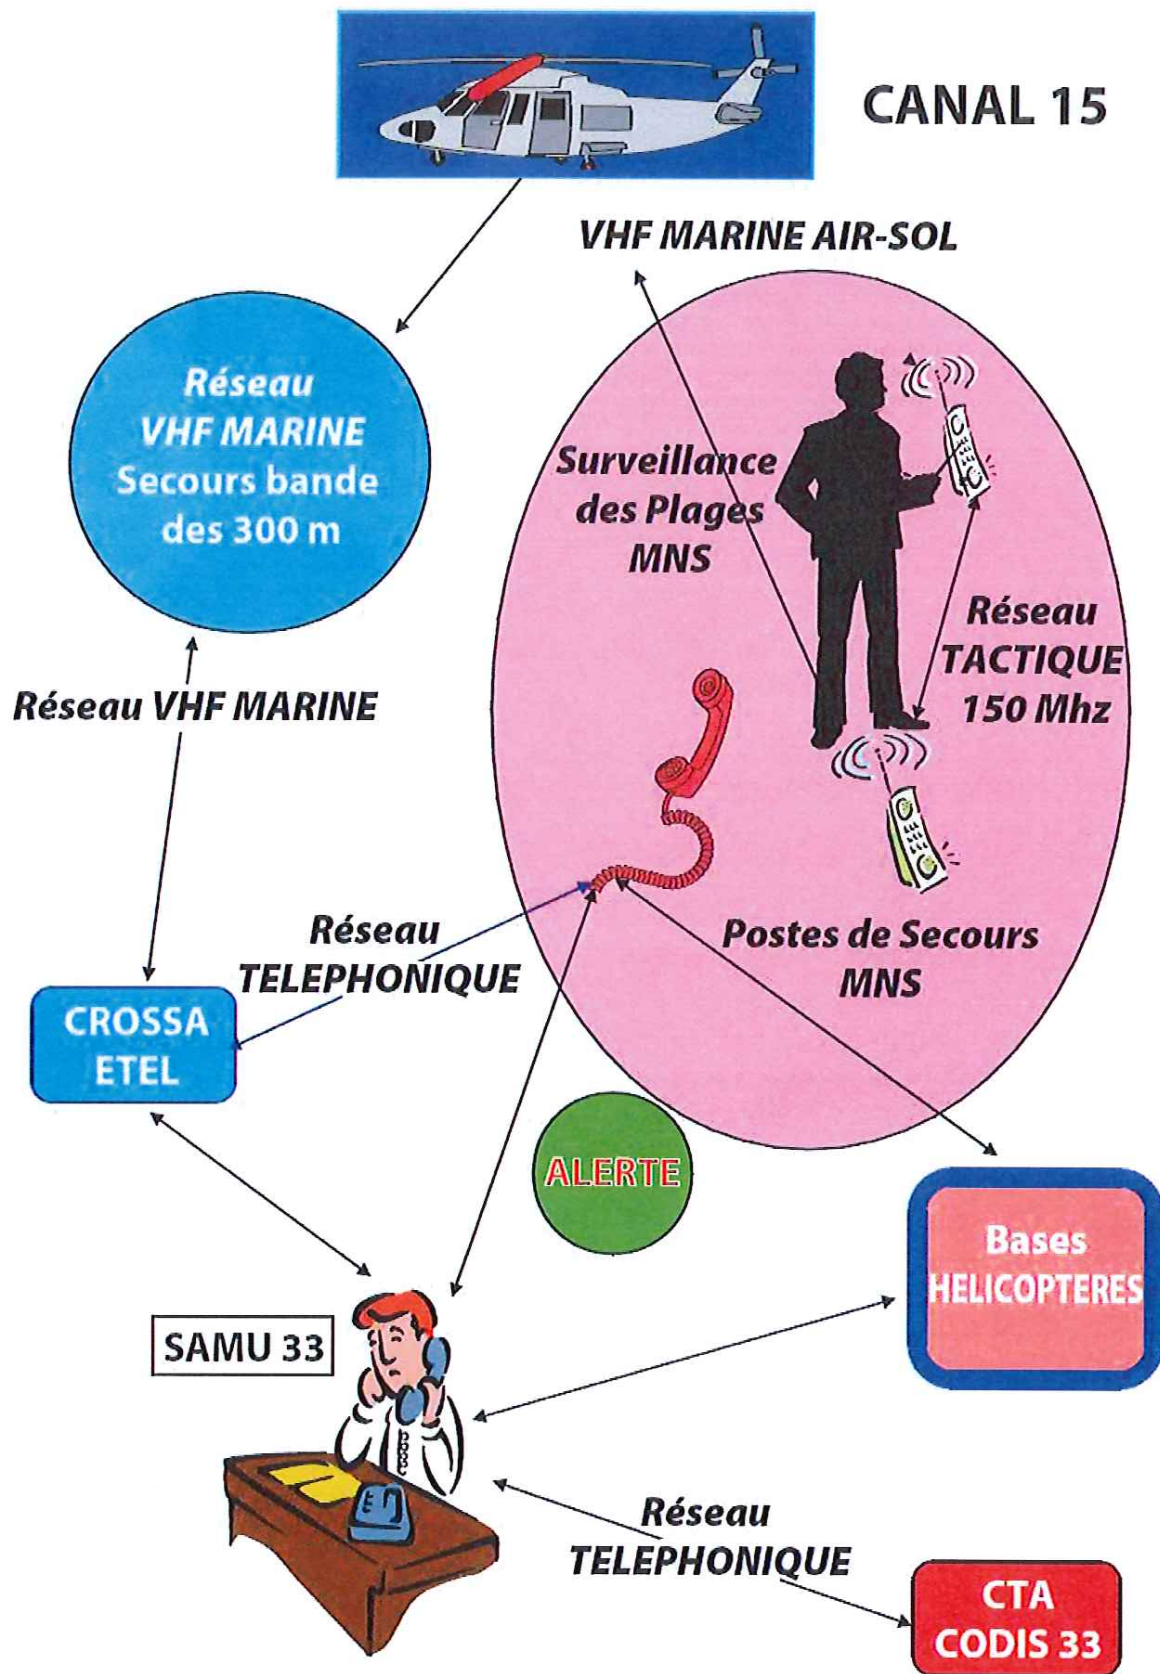 CANAL 15
VHF MARINE AIR-SOL
Réseau
VHF MARINE
Secours bande
des 300 m
Surveillance
des Plages
MNS
Réseau
TACTIQUE
150 Mhz
Réseau VHF MARINE
Réseau
TELEPHONIQUE
Postes de Secours
MNS
CROSSA
ETEL
ALERTE
Bases
HELICOPTERES
SAMU 33
Réseau
TELEPHONIQUE
CTA
CODIS 33